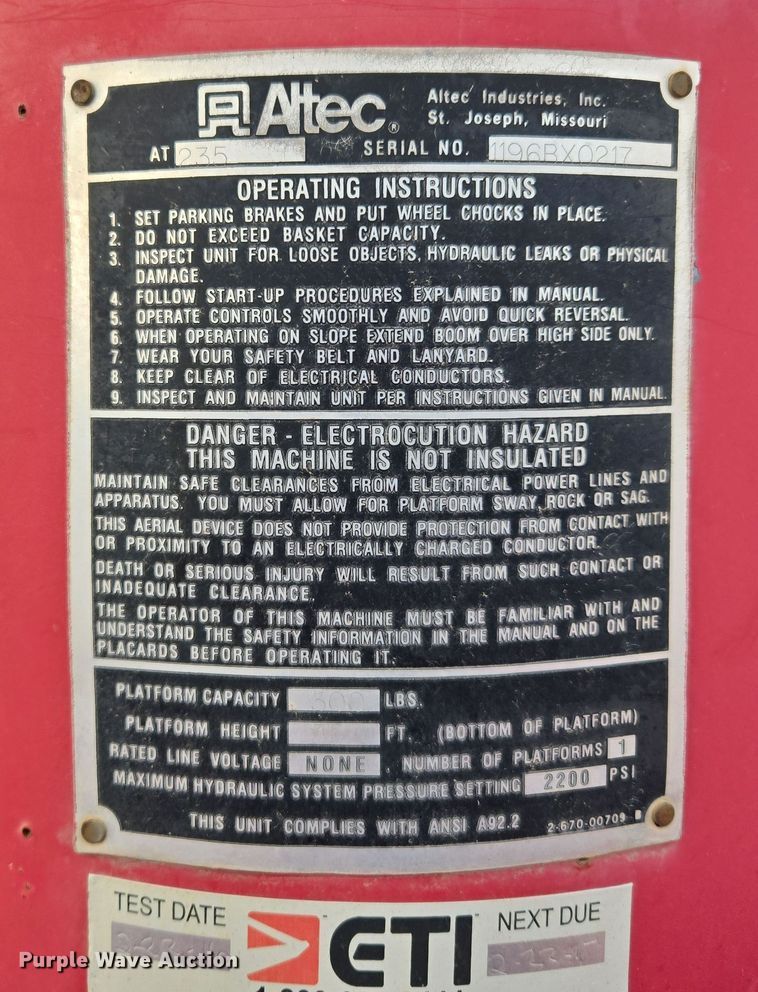 Altec®
Altec Industries, Inc.
St. Joseph, Missouri
AT 235 SERIAL NO. 1196BX0217
OPERATING INSTRUCTIONS
1. SET PARKING BRAKES AND PUT WHEEL CHOCKS IN PLACE.
2. DO NOT EXCEED BASKET CAPACITY.
3. INSPECT UNIT FOR LOOSE OBJECTS, HYDRAULIC LEAKS OR PHYSICAL
DAMAGE.
4. FOLLOW START-UP PROCEDURES EXPLAINED IN MANUAL.
5. OPERATE CONTROLS SMOOTHLY AND AVOID QUICK REVERSAL.
6. WHEN OPERATING ON SLOPE EXTEND BOOM OVER HIGH SIDE ONLY.
7. WEAR YOUR SAFETY BELT AND LANYARD.
8. KEEP CLEAR OF ELECTRICAL CONDUCTORS.
9. INSPECT AND MAINTAIN UNIT PER INSTRUCTIONS GIVEN IN MANUAL.
DANGER - ELECTROCUTION HAZARD
THIS MACHINE IS NOT INSULATED
MAINTAIN SAFE CLEARANCES FROM ELECTRICAL POWER LINES AND
APPARATUS. YOU MUST ALLOW FOR PLATFORM SWAY, ROCK OR SAG.
THIS AERIAL DEVICE DOES NOT PROVIDE PROTECTION FROM CONTACT WITH
OR PROXIMITY TO AN ELECTRICALLY CHARGED CONDUCTOR.
DEATH OR SERIOUS INJURY WILL RESULT FROM SUCH CONTACT OR
INADEQUATE CLEARANCE.
THE OPERATOR OF THIS MACHINE MUST BE FAMILIAR WITH AND
UNDERSTAND THE SAFETY INFORMATION IN THE MANUAL AND ON THE
PLACARDS BEFORE OPERATING IT.
PLATFORM CAPACITY 300 LBS.
PLATFORM HEIGHT FT. (BOTTOM OF PLATFORM)
RATED LINE VOLTAGE NONE . NUMBER OF PLATFORMS 1
MAXIMUM HYDRAULIC SYSTEM PRESSURE SETTING 2200 PSI
THIS UNIT COMPLIES WITH ANSI A92.2 2-670-00709 B
TEST DATE
ETI
NEXT DUE
Purple Wave Auction